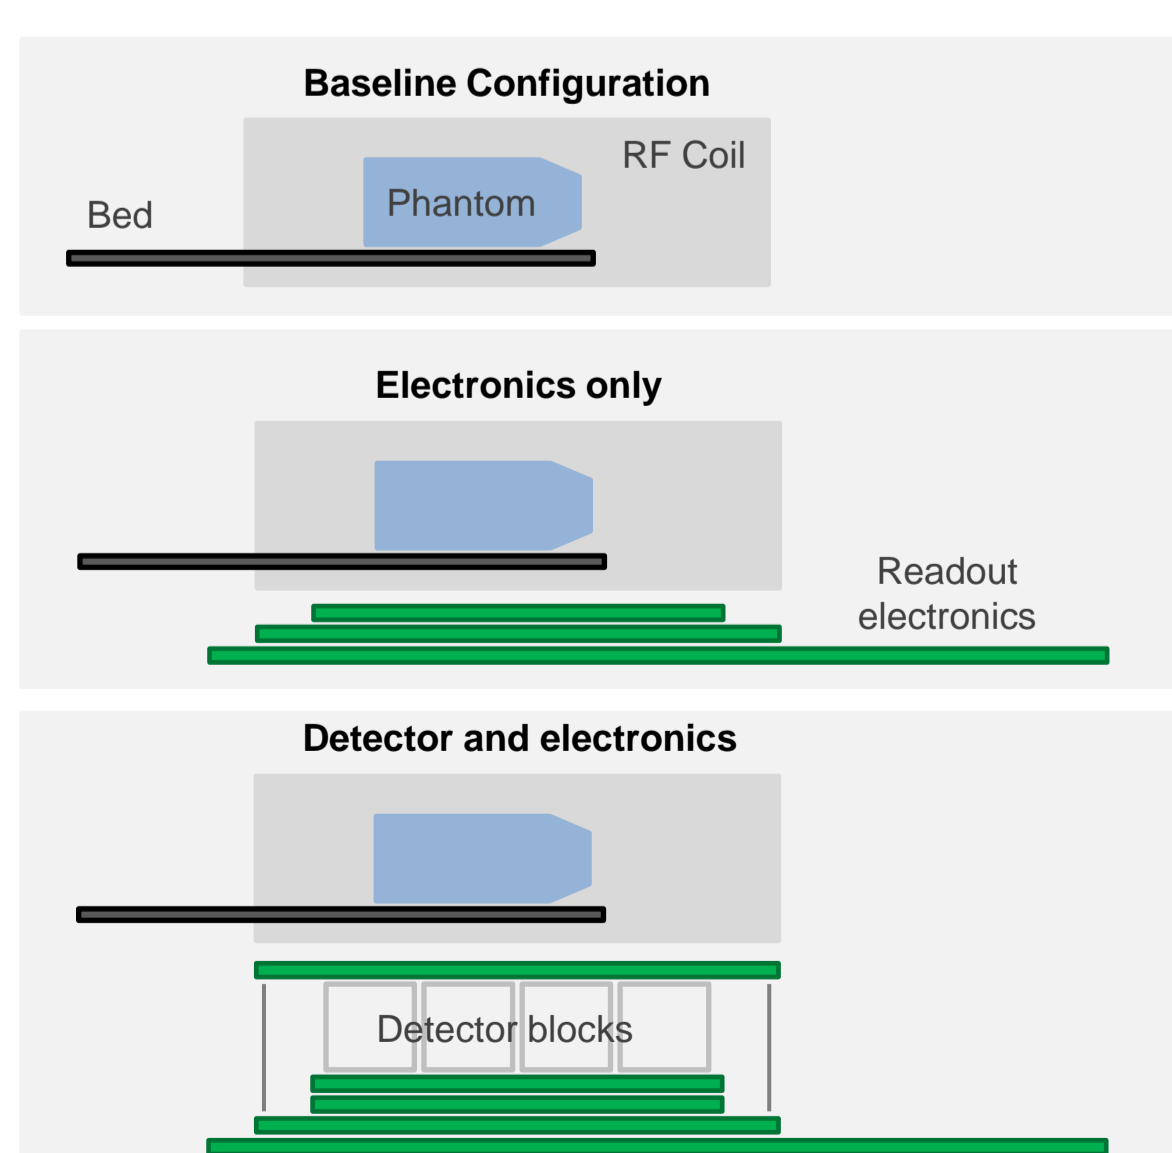 Baseline Configuration
RF Coil
Phantom
Bed
Electronics only
Readout
electronics
Detector and electronics
Detector blocks